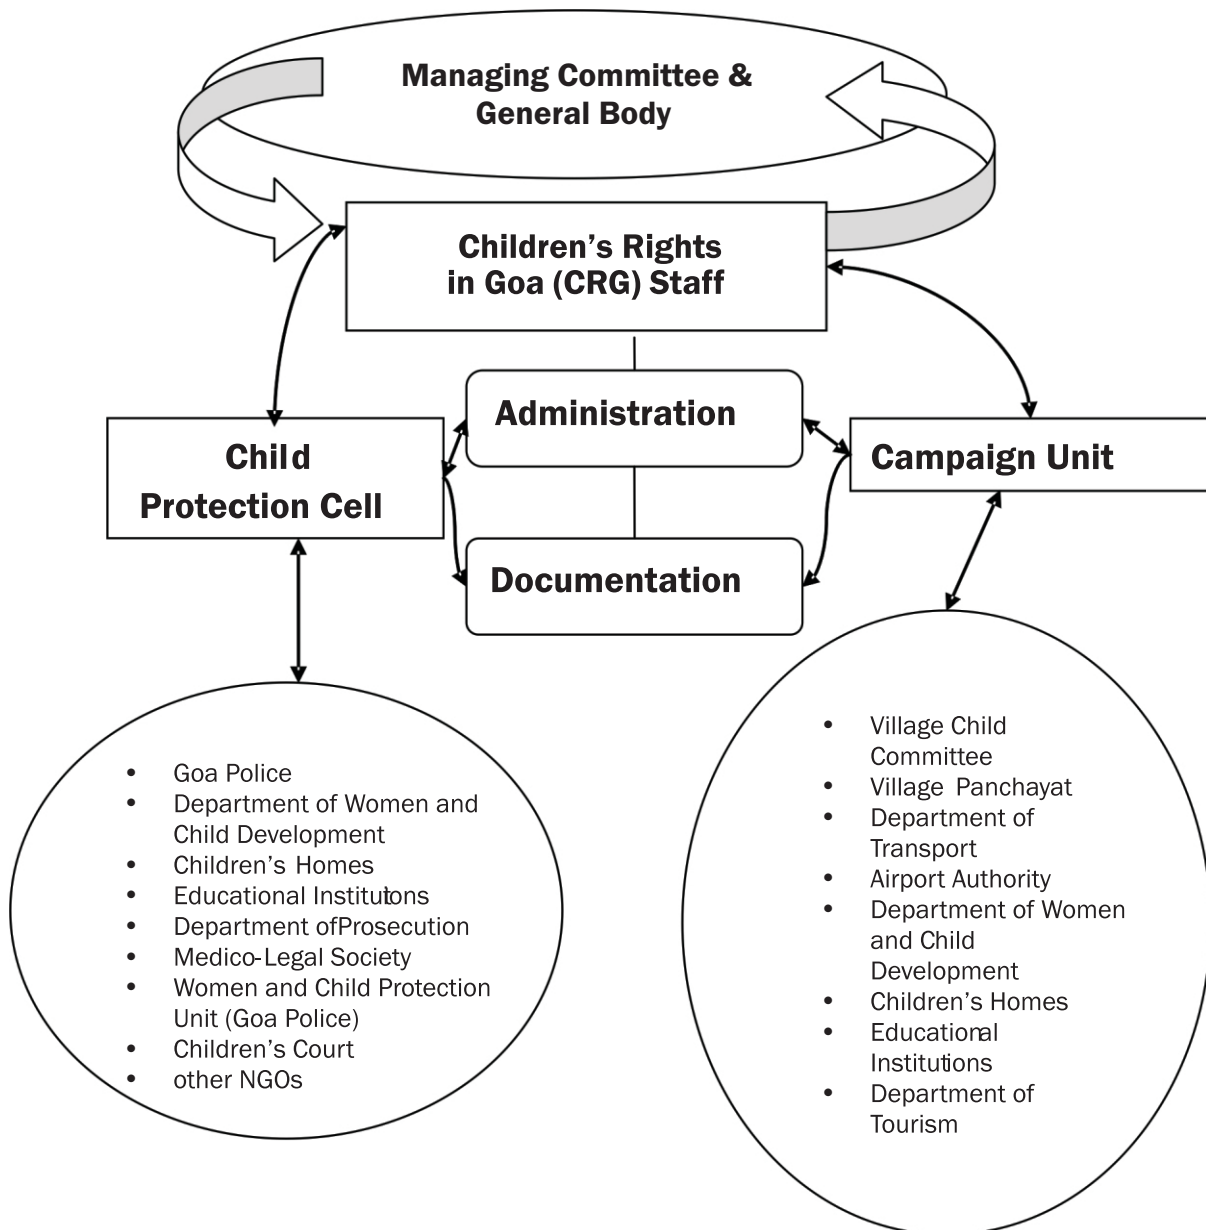 Managing Committee &
General Body
Children's Rights
in Goa (CRG) Staff
Administration
Child
Protection Cell
Campaign Unit
Documentation
• Goa Police
• Department of Women and
Child Development
• Children's Homes
• Educational Institutions
• Department ofProsecution
• Medico-Legal Society
• Women and Child Protection
Unit (Goa Police)
• Children's Court
• other NGOs
• Village Child
Committee
• Village Panchayat
• Department of
Transport
• Airport Authority
• Department of Women
and Child
Development
• Children's Homes
• Educational
Institutions
• Department of
Tourism